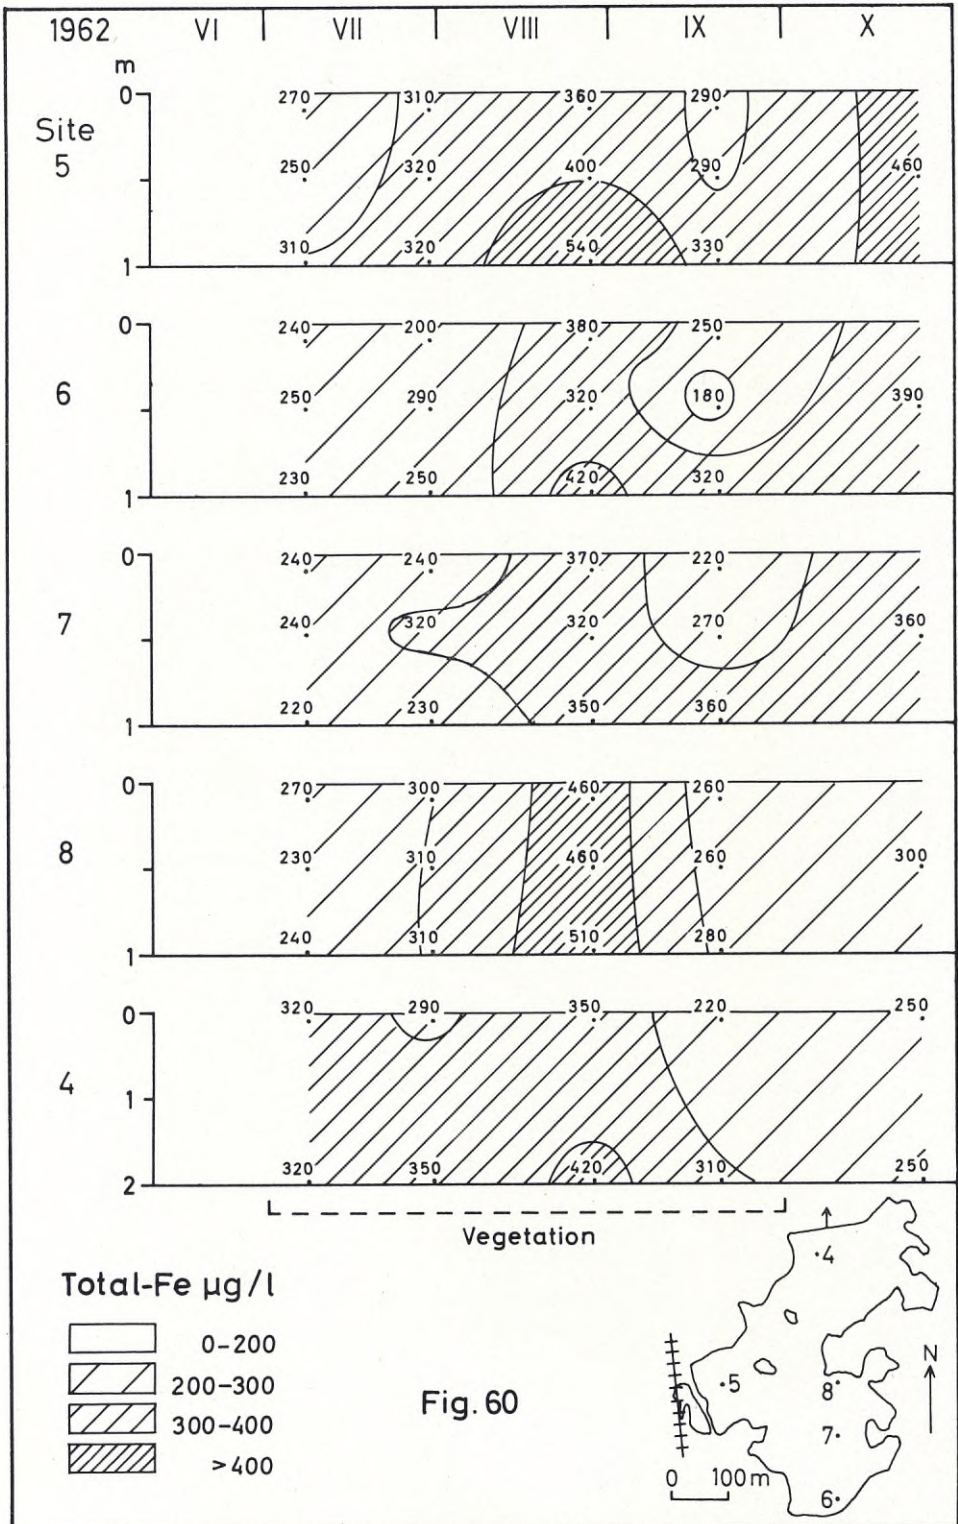 1962 VI VII VIII IX X
m
Site 5
0 270 310 360 290
250 320 400 290 460
1 310 320 540 330
6
0 240 200 380 250
250 290 320 180 390
1 230 250 420 320
7
0 240 240 370 220
240 320 320 270 360
1 220 230 350 360
8
0 270 300 460 260
230 310 460 260 300
1 240 310 510 280
4
0 320 290 350 220 250
1
2 320 350 420 310 250
Vegetation
Total-Fe µg/l
0-200
200-300
300-400
>400
Fig. 60
4
5
8
7
6
N
0 100 m